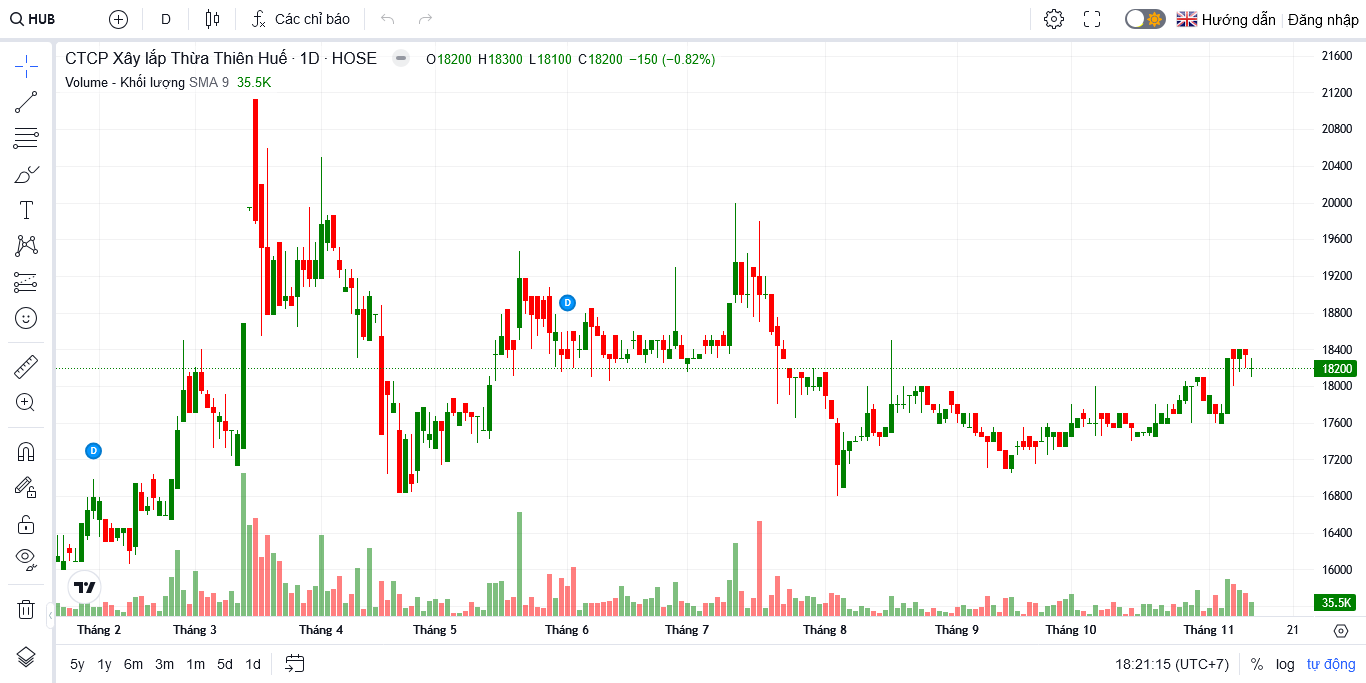 HUB D Các chỉ báo Hướng dẫn Đăng nhập
CTCP Xây lắp Thừa Thiên Huế · 1D · HOSE O18200 H18300 L18100 C18200 −150 (−0.82%)
Volume - Khối lượng SMA 9 35.5K
21600
21200
20800
20400
20000
19600
19200
18800
18400
18200
18000
17600
17200
16800
16400
16000
35.5K
D
D
Tháng 2 Tháng 3 Tháng 4 Tháng 5 Tháng 6 Tháng 7 Tháng 8 Tháng 9 Tháng 10 Tháng 11 21
5y 1y 6m 3m 1m 5d 1d 18:21:15 (UTC+7) % log tự động